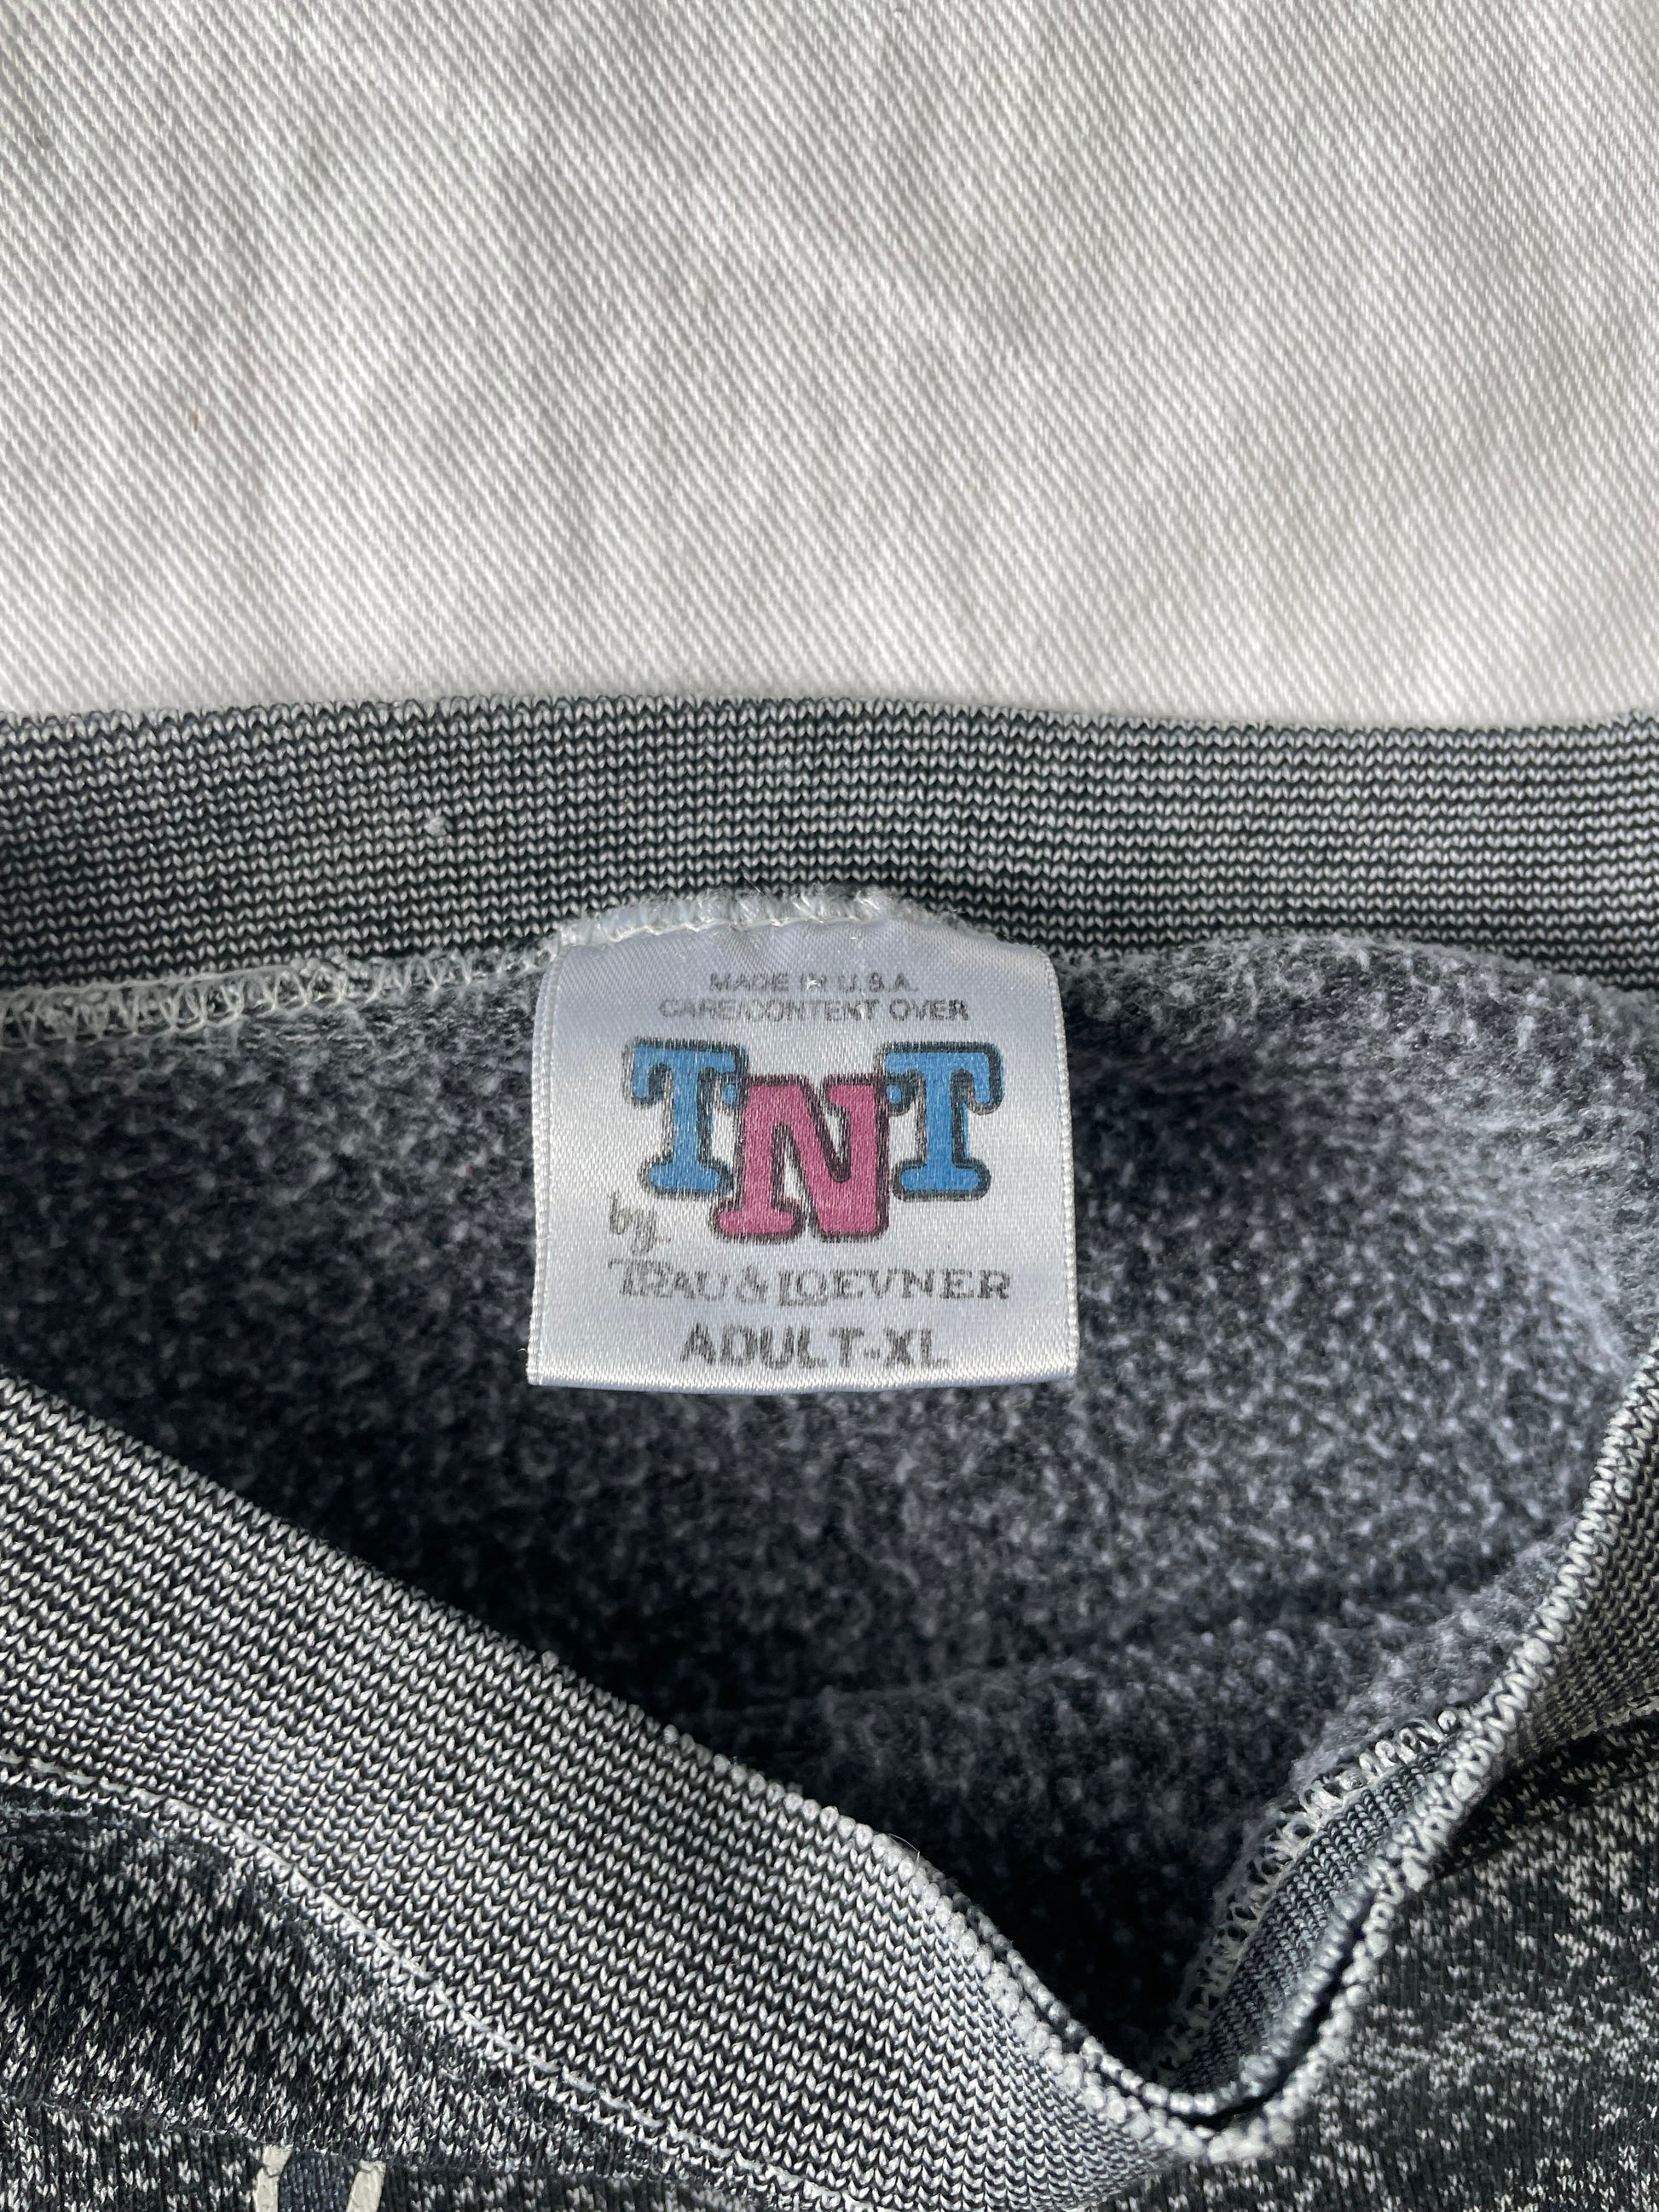 MADE IN U.S.A.
CARE/CONTENT OVER
TNT
by
TRAU & LOEVNER
ADULT-XL